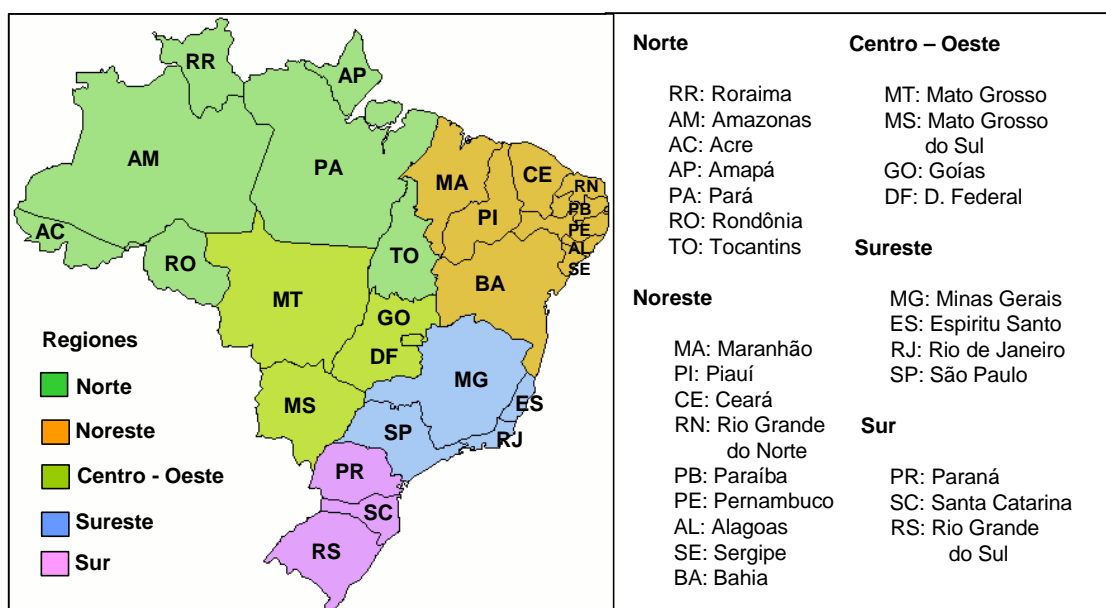 RR
AP
AM
PA
MA
CE
RN
PI
PB
PE
AL
SE
AC
RO
TO
BA
MT
GO
DF
MG
ES
MS
SP
RJ
PR
SC
RS
Regiones
Norte
Noreste
Centro - Oeste
Sureste
Sur
Norte
RR: Roraima
AM: Amazonas
AC: Acre
AP: Amapá
PA: Pará
RO: Rondônia
TO: Tocantins
Noreste
MA: Maranhão
PI: Piauí
CE: Ceará
RN: Rio Grande
do Norte
PB: Paraíba
PE: Pernambuco
AL: Alagoas
SE: Sergipe
BA: Bahia
Centro – Oeste
MT: Mato Grosso
MS: Mato Grosso
do Sul
GO: Goías
DF: D. Federal
Sureste
MG: Minas Gerais
ES: Espiritu Santo
RJ: Rio de Janeiro
SP: São Paulo
Sur
PR: Paraná
SC: Santa Catarina
RS: Rio Grande
do Sul